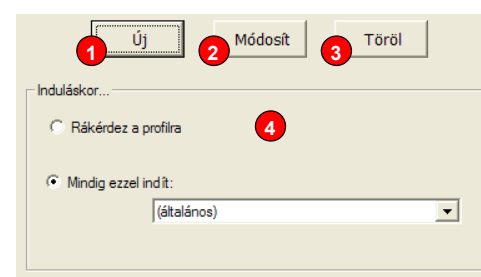 Új Módosít Töröl
1 2 3
Induláskor...
Rákérdez a profilra 4
Mindig ezzel indít:
(általános)